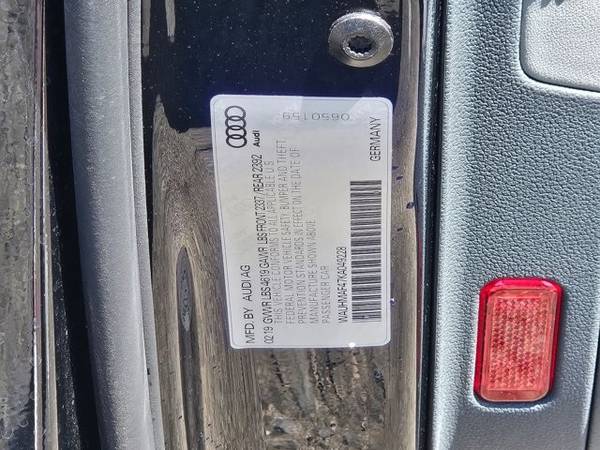 MFD. BY AUDI AG
Audi
02/19 GVWR LBS 4619 GAWR LBS FRONT 2337, REAR 2392
THIS VEHICLE CONFORMS TO ALL APPLICABLE U.S.
FEDERAL MOTOR VEHICLE SAFETY, BUMPER AND THEFT
PREVENTION STANDARDS IN EFFECT ON THE DATE OF
MANUFACTURE SHOWN ABOVE.
PASSENGER CAR
0650159
WAUHMAF47KA049228
GERMANY